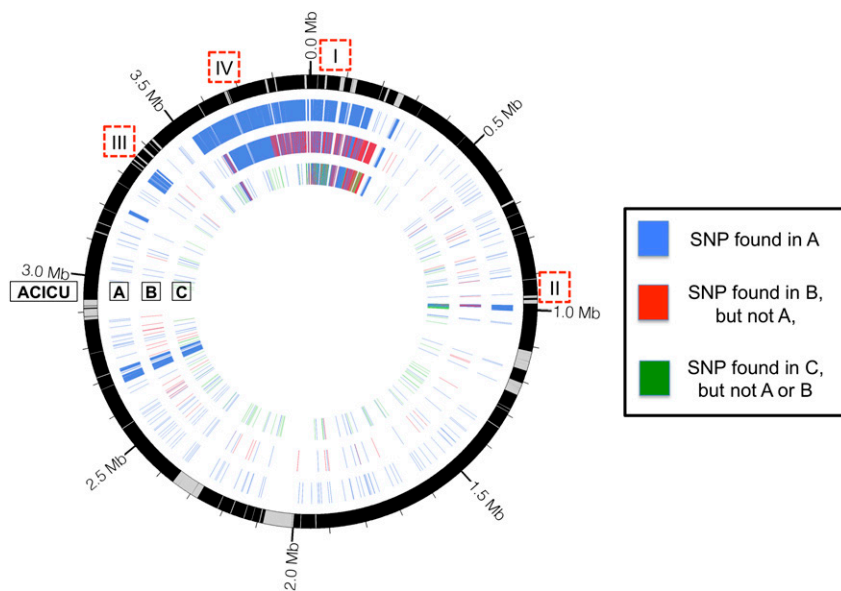 0.0 Mb
I
IV
3.5 Mb
0.5 Mb
III
3.0 Mb
ACICU
A
B
C
II
1.0 Mb
2.5 Mb
1.5 Mb
2.0 Mb
SNP found in A
SNP found in B,
but not A,
SNP found in C,
but not A or B